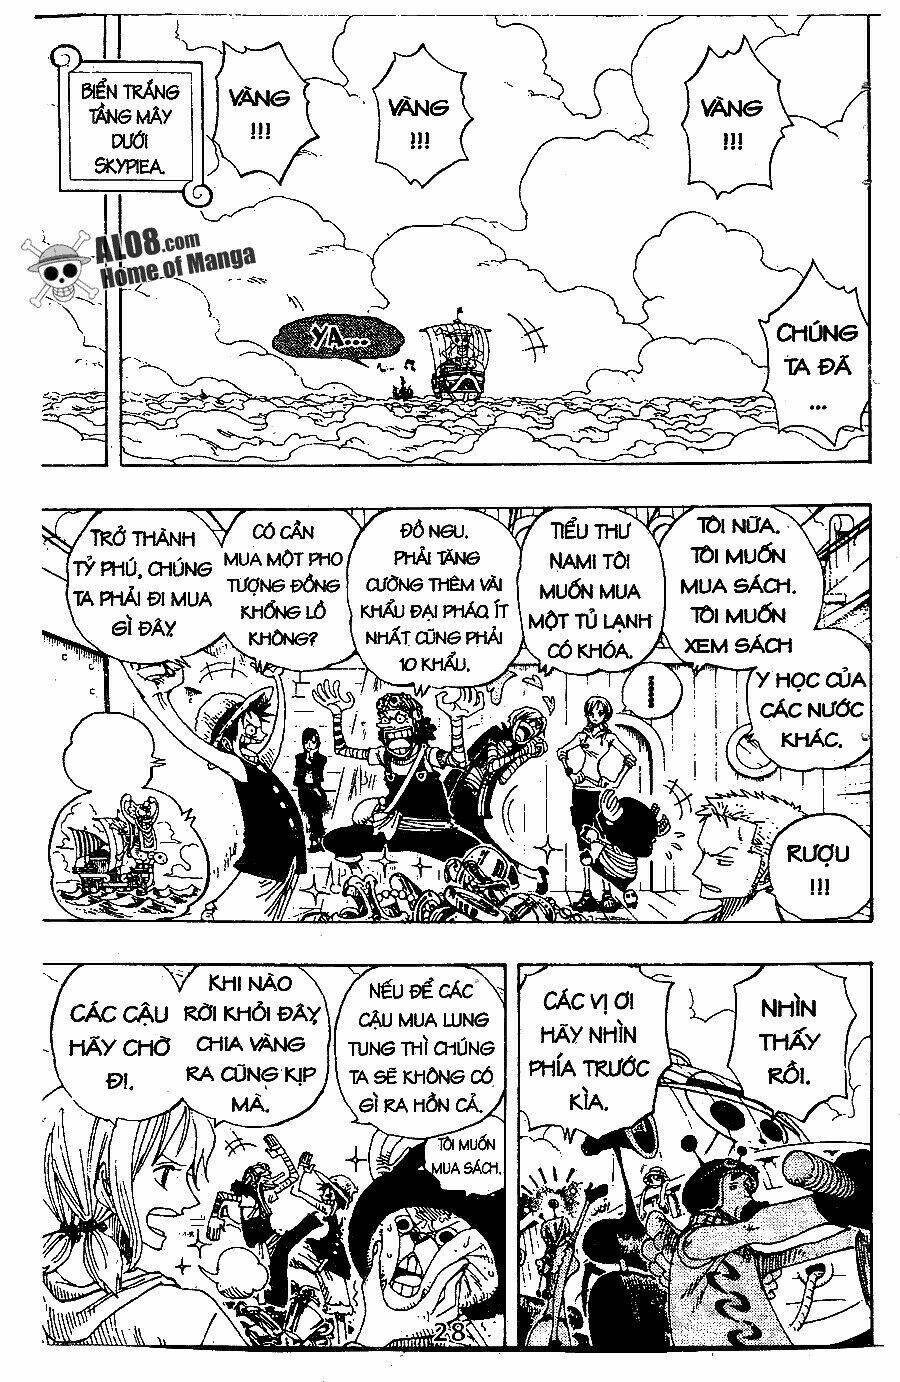 BIỂN TRẮNG
TẦNG MÂY
DƯỚI
SKYPIEA.
VÀNG
!!!
VÀNG
!!!
VÀNG
!!!
ALO8.com
Home of Manga
YA...
CHÚNG
TA ĐÃ
...
TRỞ THÀNH
TỶ PHÚ, CHÚNG
TA PHẢI ĐI MUA
GÌ ĐÂY.
CÓ CẦN
MUA MỘT PHO
TƯỢNG ĐỒNG
KHỔNG LỒ
KHÔNG?
ĐỒ NGU.
PHẢI TĂNG
CƯỜNG THÊM VÀI
KHẨU ĐẠI PHÁO, ÍT
NHẤT CŨNG PHẢI
10 KHẨU.
TIỂU THƯ
NAMI TÔI
MUỐN MUA
MỘT TỦ LẠNH
CÓ KHÓA.
TÔI NỮA.
TÔI MUỐN
MUA SÁCH.
TÔI MUỐN
XEM SÁCH
Y HỌC CỦA
CÁC NƯỚC
KHÁC.
RƯỢU
!!!
CÁC CẬU
HÃY CHỜ
ĐI.
KHI NÀO
RỜI KHỎI ĐÂY,
CHIA VÀNG
RA CŨNG KỊP
MÀ.
NẾU ĐỂ CÁC
CẬU MUA LUNG
TUNG THÌ CHÚNG
TA SẼ KHÔNG CÓ
GÌ RA HỒN CẢ.
TÔI MUỐN
MUA SÁCH.
CÁC VỊ ƠI
HÃY NHÌN
PHÍA TRƯỚC
KÌA.
NHÌN
THẤY
RỒI.
28